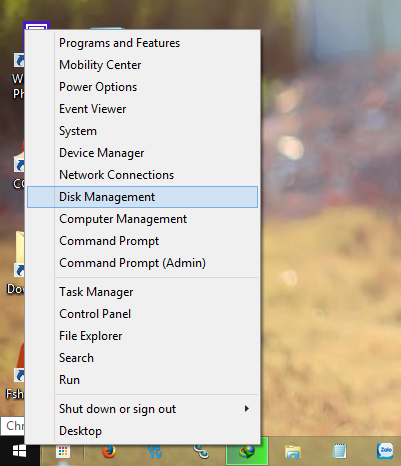 Programs and Features
Mobility Center
Power Options
Event Viewer
System
Device Manager
Network Connections
Disk Management
Computer Management
Command Prompt
Command Prompt (Admin)
Task Manager
Control Panel
File Explorer
Search
Run
Shut down or sign out
Desktop
W
Ph
CC
Dov
Fsh
Chr
Zalo